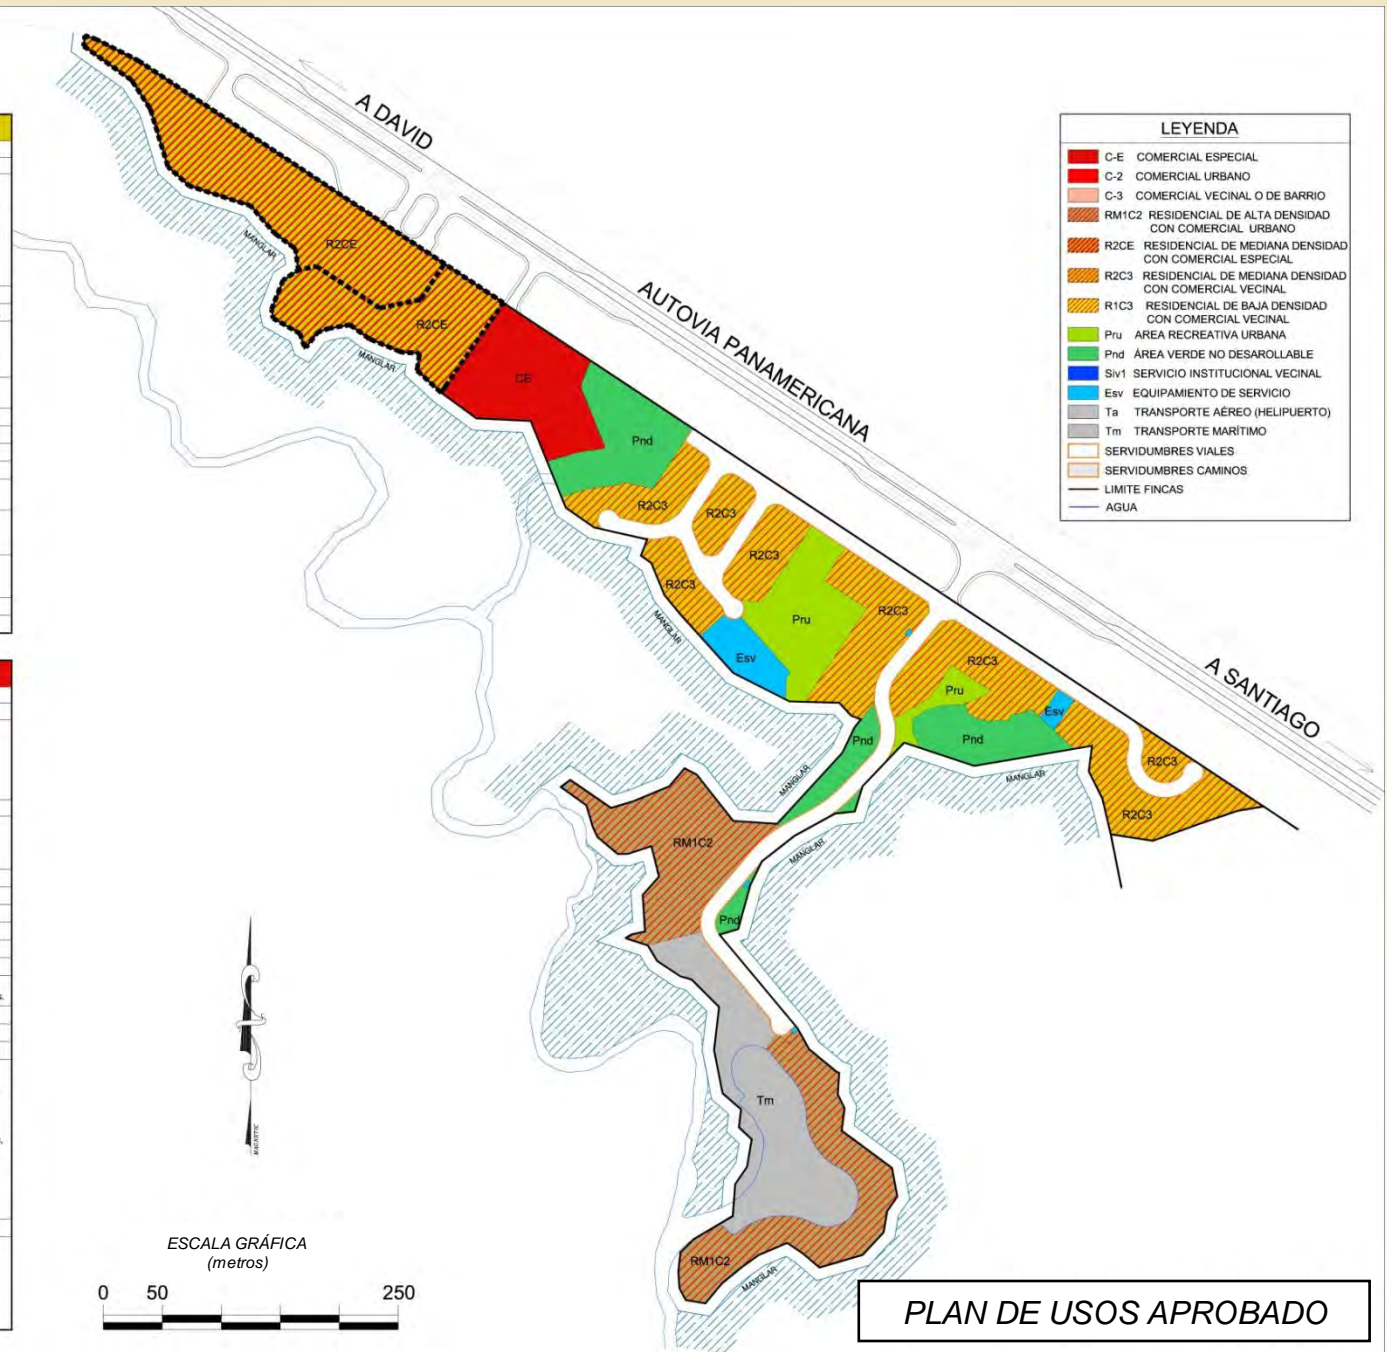 A DAVID
AUTOVIA PANAMERICANA
A SANTIAGO
LEYENDA
C-E COMERCIAL ESPECIAL
C-2 COMERCIAL URBANO
C-3 COMERCIAL VECINAL O DE BARRIO
RM1C2 RESIDENCIAL DE ALTA DENSIDAD
CON COMERCIAL URBANO
R2CE RESIDENCIAL DE MEDIANA DENSIDAD
CON COMERCIAL ESPECIAL
R2C3 RESIDENCIAL DE MEDIANA DENSIDAD
CON COMERCIAL VECINAL
R1C3 RESIDENCIAL DE BAJA DENSIDAD
CON COMERCIAL VECINAL
Pru AREA RECREATIVA URBANA
Pnd ÁREA VERDE NO DESAROLLABLE
Siv1 SERVICIO INSTITUCIONAL VECINAL
Esv EQUIPAMIENTO DE SERVICIO
Ta TRANSPORTE AÉREO (HELIPUERTO)
Tm TRANSPORTE MARÍTIMO
SERVIDUMBRES VIALES
SERVIDUMBRES CAMINOS
LIMITE FINCAS
AGUA
R2CE
MANGLAR
R2CE
MANGLAR
CE
Pnd
R2C3
R2C3
R2C3
R2C3
MANGLAR
Pru
R2C3
Esv
R2C3
Pru
Esv
Pnd
Pnd
R2C3
MANGLAR
MANGLAR
R2C3
RM1C2
MANGLAR
Pnd
Tm
RM1C2
MANGLAR
MAGNETIC
ESCALA GRÁFICA
(metros)
0 50 250
PLAN DE USOS APROBADO